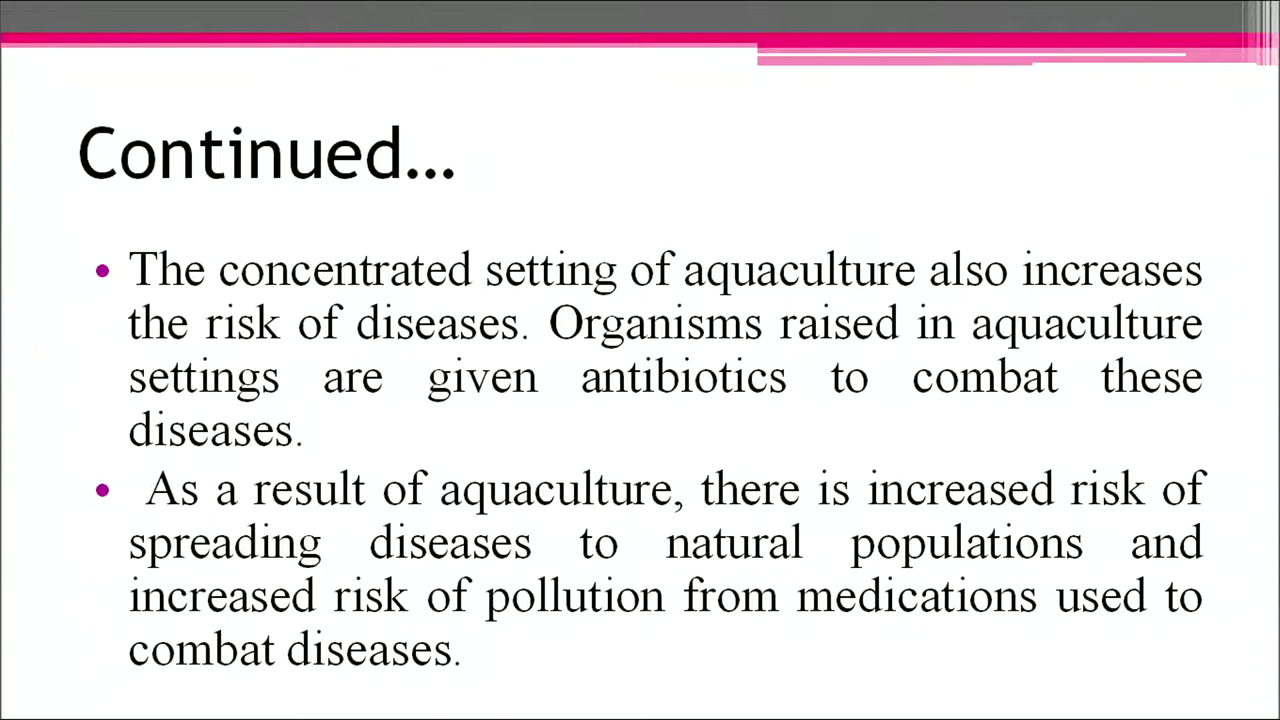 Continued...
• The concentrated setting of aquaculture also increases
the risk of diseases. Organisms raised in aquaculture
settings are given antibiotics to combat these
diseases.
• As a result of aquaculture, there is increased risk of
spreading diseases to natural populations and
increased risk of pollution from medications used to
combat diseases.